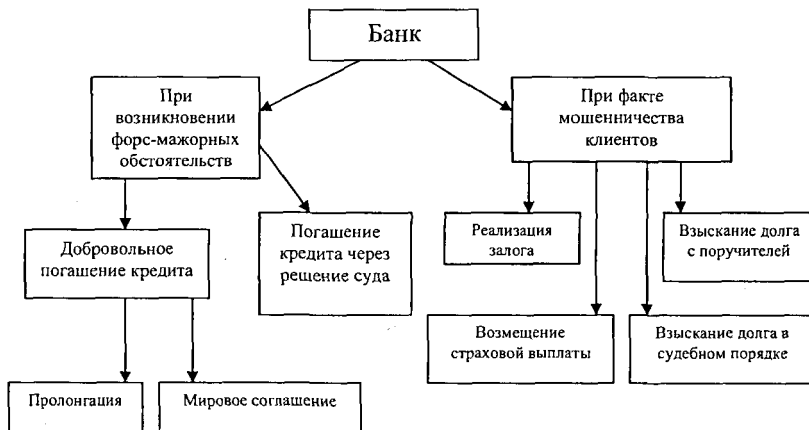 Банк
При
возникновении
форс-мажорных
обстоятельств
При факте
мошенничества
клиентов
Добровольное
погашение кредита
Погашение
кредита через
решение суда
Реализация
залога
Взыскание долга
с поручителей
Возмещение
страховой выплаты
Взыскание долга в
судебном порядке
Пролонгация
Мировое соглашение